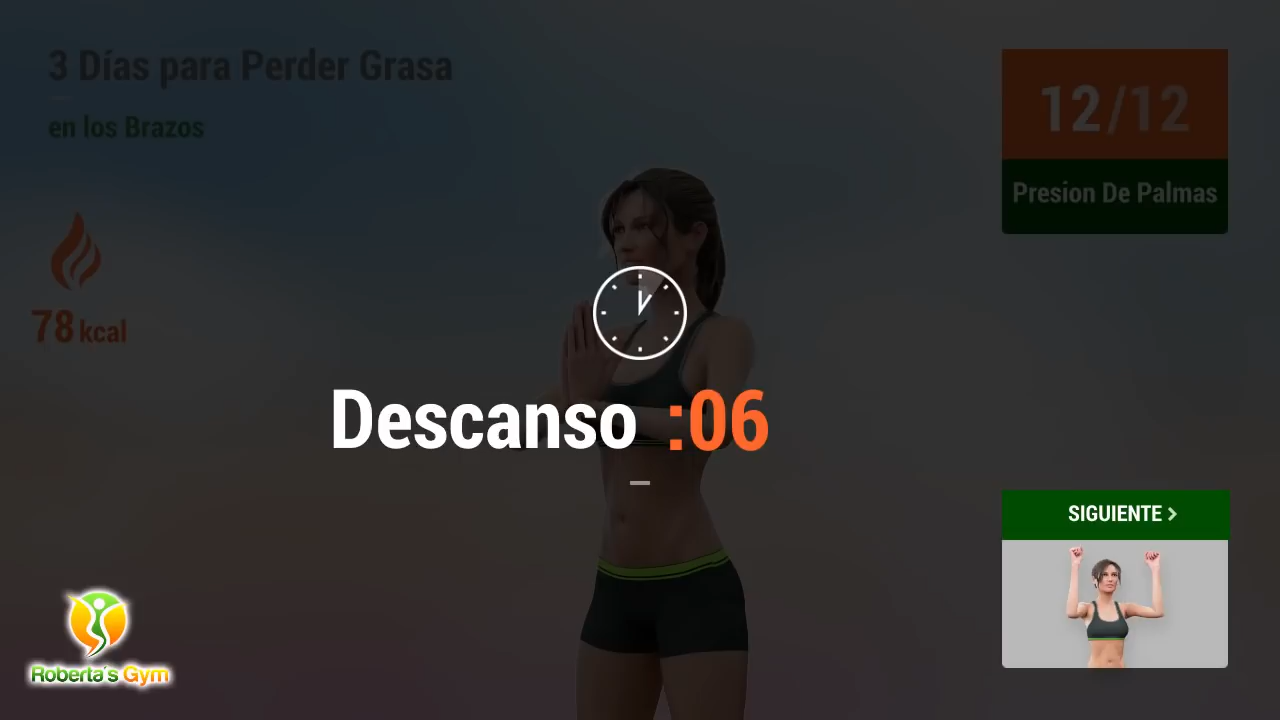 3 Días para Perder Grasa
en los Brazos
12/12
Presion De Palmas
78 kcal
Descanso :06
SIGUIENTE >
Roberta's Gym